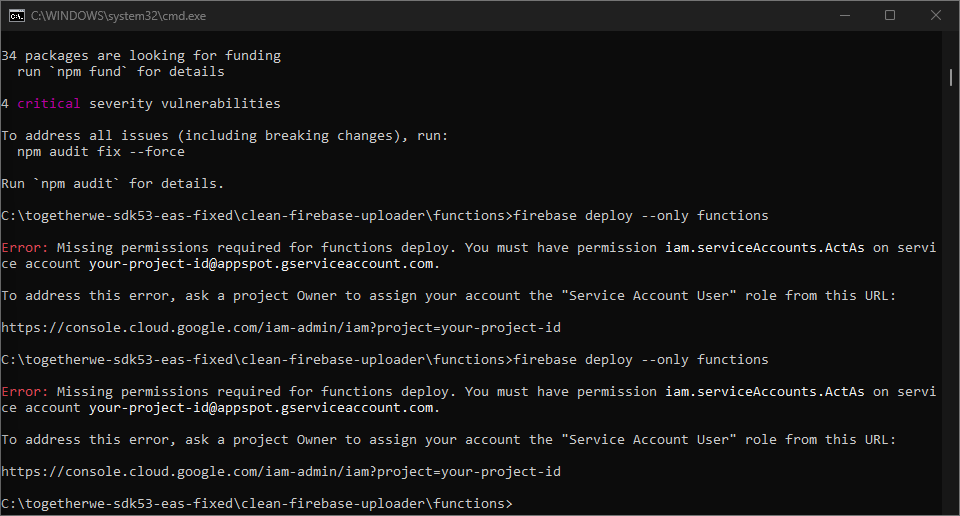 C:\WINDOWS\system32\cmd.exe
34 packages are looking for funding
  run `npm fund` for details
4 critical severity vulnerabilities
To address all issues (including breaking changes), run:
  npm audit fix --force
Run `npm audit` for details.
C:\togetherwe-sdk53-eas-fixed\clean-firebase-uploader\functions>firebase deploy --only functions
Error: Missing permissions required for functions deploy. You must have permission iam.serviceAccounts.ActAs on servi
ce account your-project-id@appspot.gserviceaccount.com.
To address this error, ask a project Owner to assign your account the "Service Account User" role from this URL:
https://console.cloud.google.com/iam-admin/iam?project=your-project-id
C:\togetherwe-sdk53-eas-fixed\clean-firebase-uploader\functions>firebase deploy --only functions
Error: Missing permissions required for functions deploy. You must have permission iam.serviceAccounts.ActAs on servi
ce account your-project-id@appspot.gserviceaccount.com.
To address this error, ask a project Owner to assign your account the "Service Account User" role from this URL:
https://console.cloud.google.com/iam-admin/iam?project=your-project-id
C:\togetherwe-sdk53-eas-fixed\clean-firebase-uploader\functions>